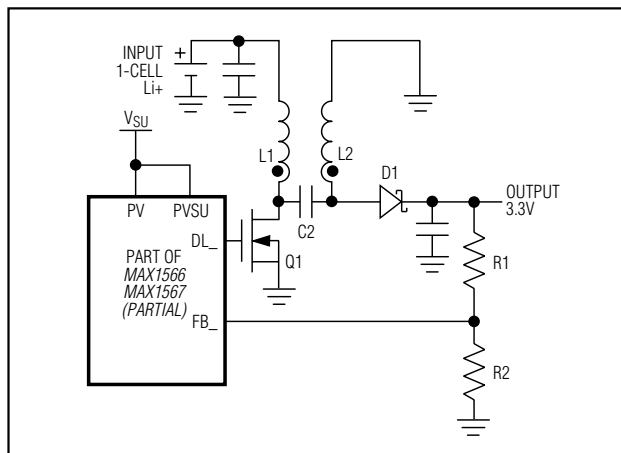 INPUT
1-CELL
Li+
+
VSU
L1
L2
D1
OUTPUT
3.3V
PV
PVSU
C2
DL_
Q1
R1
PART OF
MAX1566
MAX1567
(PARTIAL)
FB_
R2